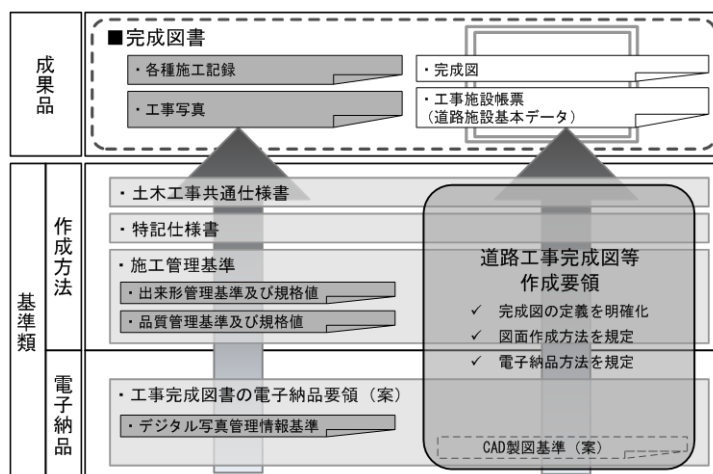 成果品
■完成図書
・各種施工記録
・完成図
・工事写真
・工事施設帳票
(道路施設基本データ)
基準類
作成方法
・土木工事共通仕様書
・特記仕様書
・施工管理基準
・出来形管理基準及び規格値
・品質管理基準及び規格値
道路工事完成図等
作成要領
✓ 完成図の定義を明確化
✓ 図面作成方法を規定
✓ 電子納品方法を規定
電子納品
・工事完成図書の電子納品要領（案）
・デジタル写真管理情報基準
CAD製図基準（案）